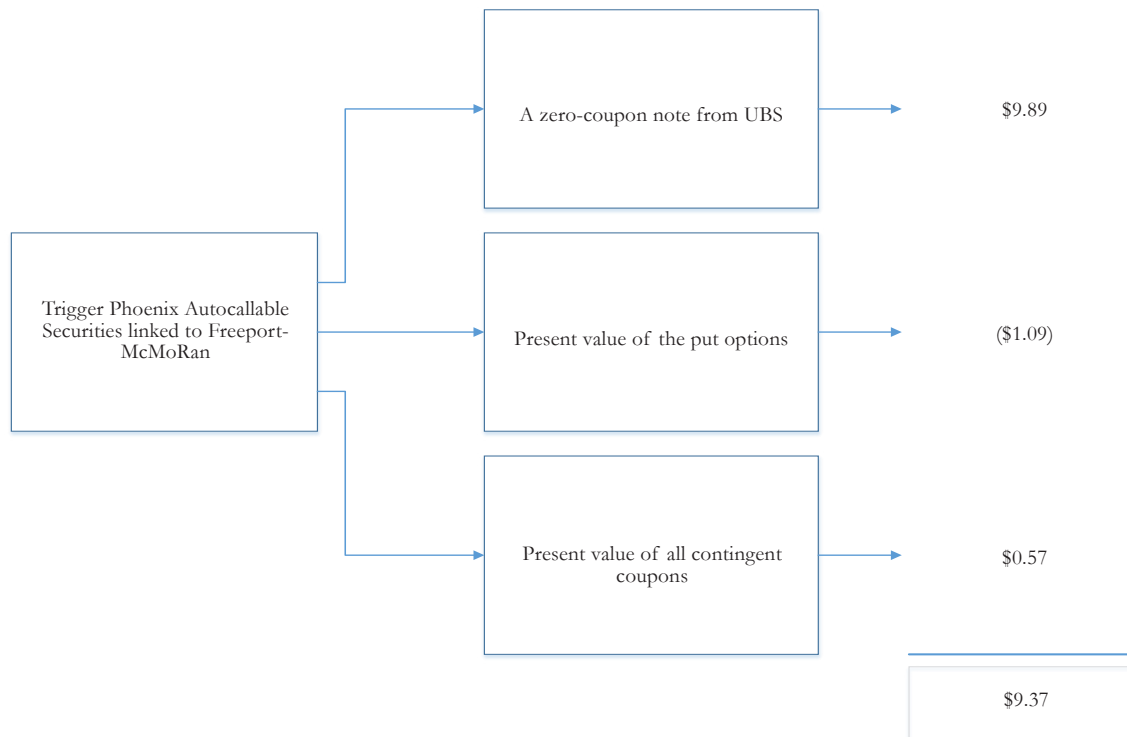 A zero-coupon note from UBS
$9.89
Trigger Phoenix Autocallable
Securities linked to Freeport-
McMoRan
Present value of the put options
($1.09)
Present value of all contingent
coupons
$0.57
$9.37